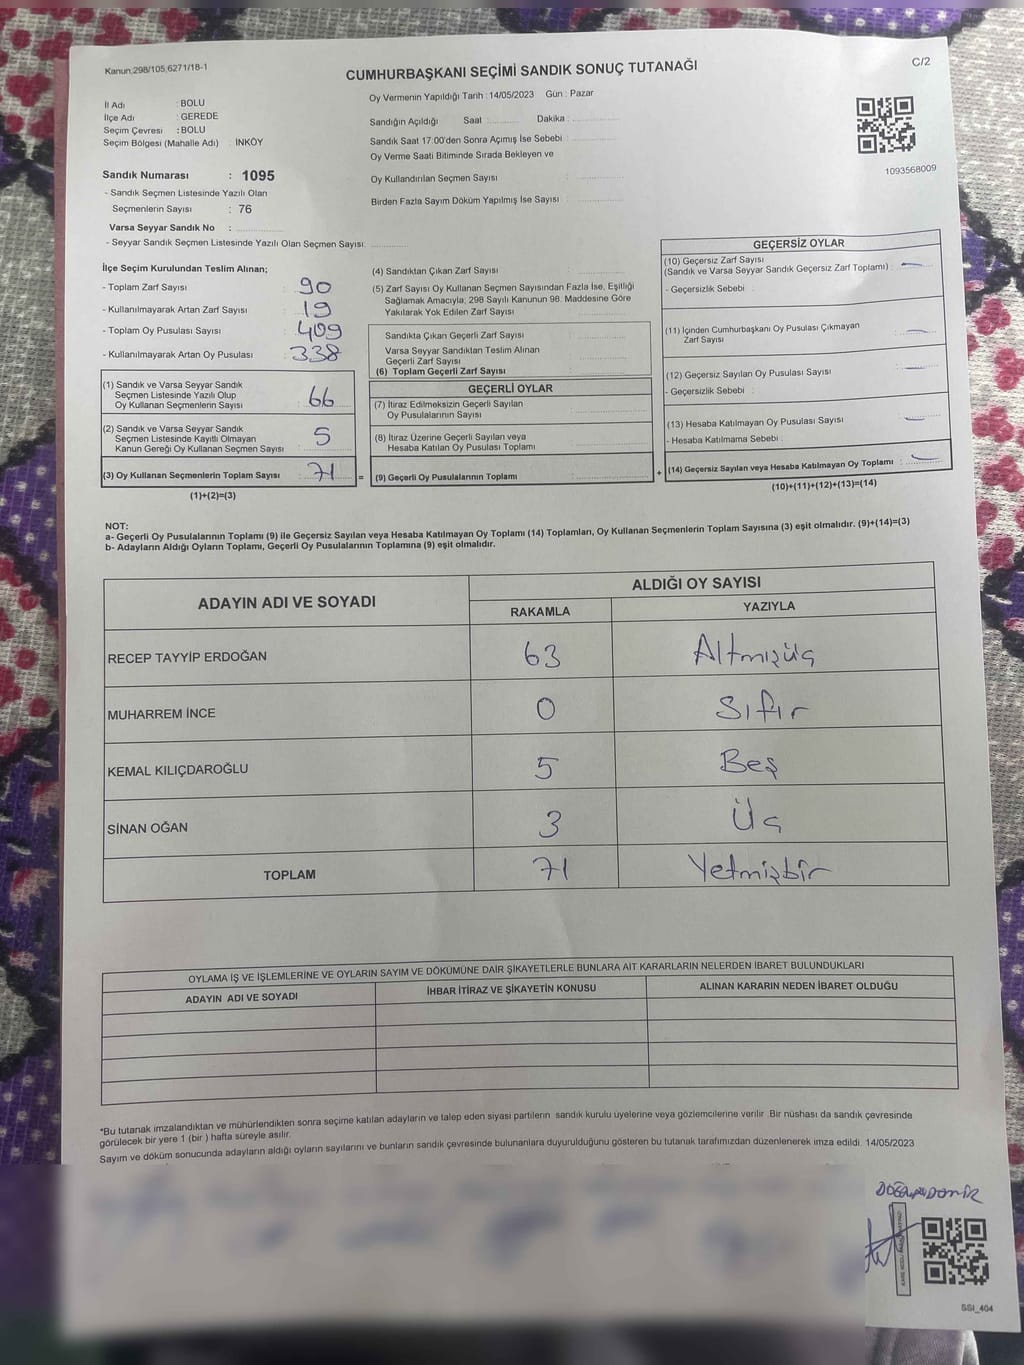 Kanun,298/105,6271/18-1
C/2
CUMHURBAŞKANI SEÇİMİ SANDIK SONUÇ TUTANAĞI
İl Adı : BOLU
İlçe Adı : GEREDE
Seçim Çevresi : BOLU
Seçim Bölgesi (Mahalle Adı) : İNKÖY
Oy Vermenin Yapıldığı Tarih : 14/05/2023 Gün : Pazar
Sandığın Açıldığı Saat : Dakika :
Sandık Saat 17:00'den Sonra Açımış İse Sebebi :
Oy Verme Saati Bitiminde Sırada Bekleyen ve
Oy Kullandırılan Seçmen Sayısı :
Birden Fazla Sayım Döküm Yapılmış İse Sayısı :
1093568009
Sandık Numarası : 1095
- Sandık Seçmen Listesinde Yazılı Olan
Seçmenlerin Sayısı : 76
Varsa Seyyar Sandık No :
- Seyyar Sandık Seçmen Listesinde Yazılı Olan Seçmen Sayısı:
İlçe Seçim Kurulundan Teslim Alınan;
- Toplam Zarf Sayısı : 90
- Kullanılmayarak Artan Zarf Sayısı : 19
- Toplam Oy Pusulası Sayısı : 409
- Kullanılmayarak Artan Oy Pusulası : 338
(1) Sandık ve Varsa Seyyar Sandık
Seçmen Listesinde Yazılı Olup
Oy Kullanan Seçmenlerin Sayısı : 66
(2) Sandık ve Varsa Seyyar Sandık
Seçmen Listesinde Kayıtlı Olmayan
Kanun Gereği Oy Kullanan Seçmen Sayısı : 5
(3) Oy Kullanan Seçmenlerin Toplam Sayısı : 71
(1)+(2)=(3)
(4) Sandıktan Çıkan Zarf Sayısı :
(5) Zarf Sayısı Oy Kullanan Seçmen Sayısından Fazla İse, Eşitliği
Sağlamak Amacıyla; 298 Sayılı Kanunun 98. Maddesine Göre
Yakılarak Yok Edilen Zarf Sayısı :
Sandıkta Çıkan Geçerli Zarf Sayısı :
Varsa Seyyar Sandıktan Teslim Alınan
Geçerli Zarf Sayısı :
(6) Toplam Geçerli Zarf Sayısı :
GEÇERLİ OYLAR
(7) İtiraz Edilmeksizin Geçerli Sayılan
Oy Pusulalarının Sayısı :
(8) İtiraz Üzerine Geçerli Sayılan veya
Hesaba Katılan Oy Pusulası Toplamı :
= (9) Geçerli Oy Pusulalarının Toplamı :
GEÇERSİZ OYLAR
(10) Geçersiz Zarf Sayısı
(Sandık ve Varsa Seyyar Sandık Geçersiz Zarf Toplamı) : —
- Geçersizlik Sebebi :
(11) İçinden Cumhurbaşkanı Oy Pusulası Çıkmayan
Zarf Sayısı : —
(12) Geçersiz Sayılan Oy Pusulası Sayısı : —
- Geçersizlik Sebebi :
(13) Hesaba Katılmayan Oy Pusulası Sayısı : —
- Hesaba Katılmama Sebebi :
+ (14) Geçersiz Sayılan veya Hesaba Katılmayan Oy Toplamı : —
(10)+(11)+(12)+(13)=(14)
NOT:
a- Geçerli Oy Pusulalarının Toplamı (9) ile Geçersiz Sayılan veya Hesaba Katılmayan Oy Toplamı (14) Toplamları, Oy Kullanan Seçmenlerin Toplam Sayısına (3) eşit olmalıdır. (9)+(14)=(3)
b- Adayların Aldığı Oyların Toplamı, Geçerli Oy Pusulalarının Toplamına (9) eşit olmalıdır.
ADAYIN ADI VE SOYADI
ALDIĞI OY SAYISI
RAKAMLA YAZIYLA
RECEP TAYYİP ERDOĞAN 63 Altmışüç
MUHARREM İNCE 0 Sıfır
KEMAL KILIÇDAROĞLU 5 Beş
SİNAN OĞAN 3 Üç
TOPLAM 71 Yetmişbir
OYLAMA İŞ VE İŞLEMLERİNE VE OYLARIN SAYIM VE DÖKÜMÜNE DAİR ŞİKAYETLERLE BUNLARA AİT KARARLARIN NELERDEN İBARET BULUNDUKLARI
ADAYIN ADI VE SOYADI İHBAR İTİRAZ VE ŞİKAYETİN KONUSU ALINAN KARARIN NEDEN İBARET OLDUĞU
*Bu tutanak imzalandıktan ve mühürlendikten sonra seçime katılan adayların ve talep eden siyasi partilerin sandık kurulu üyelerine veya gözlemcilerine verilir .Bir nüshası da sandık çevresinde
görülecek bir yere 1 (bir ) hafta süreyle asılır.
Sayım ve döküm sonucunda adayların aldığı oyların sayılarını ve bunların sandık çevresinde bulunanlara duyurulduğunu gösteren bu tutanak tarafımızdan düzenlenerek imza edildi. 14/05/2023
SSI_404